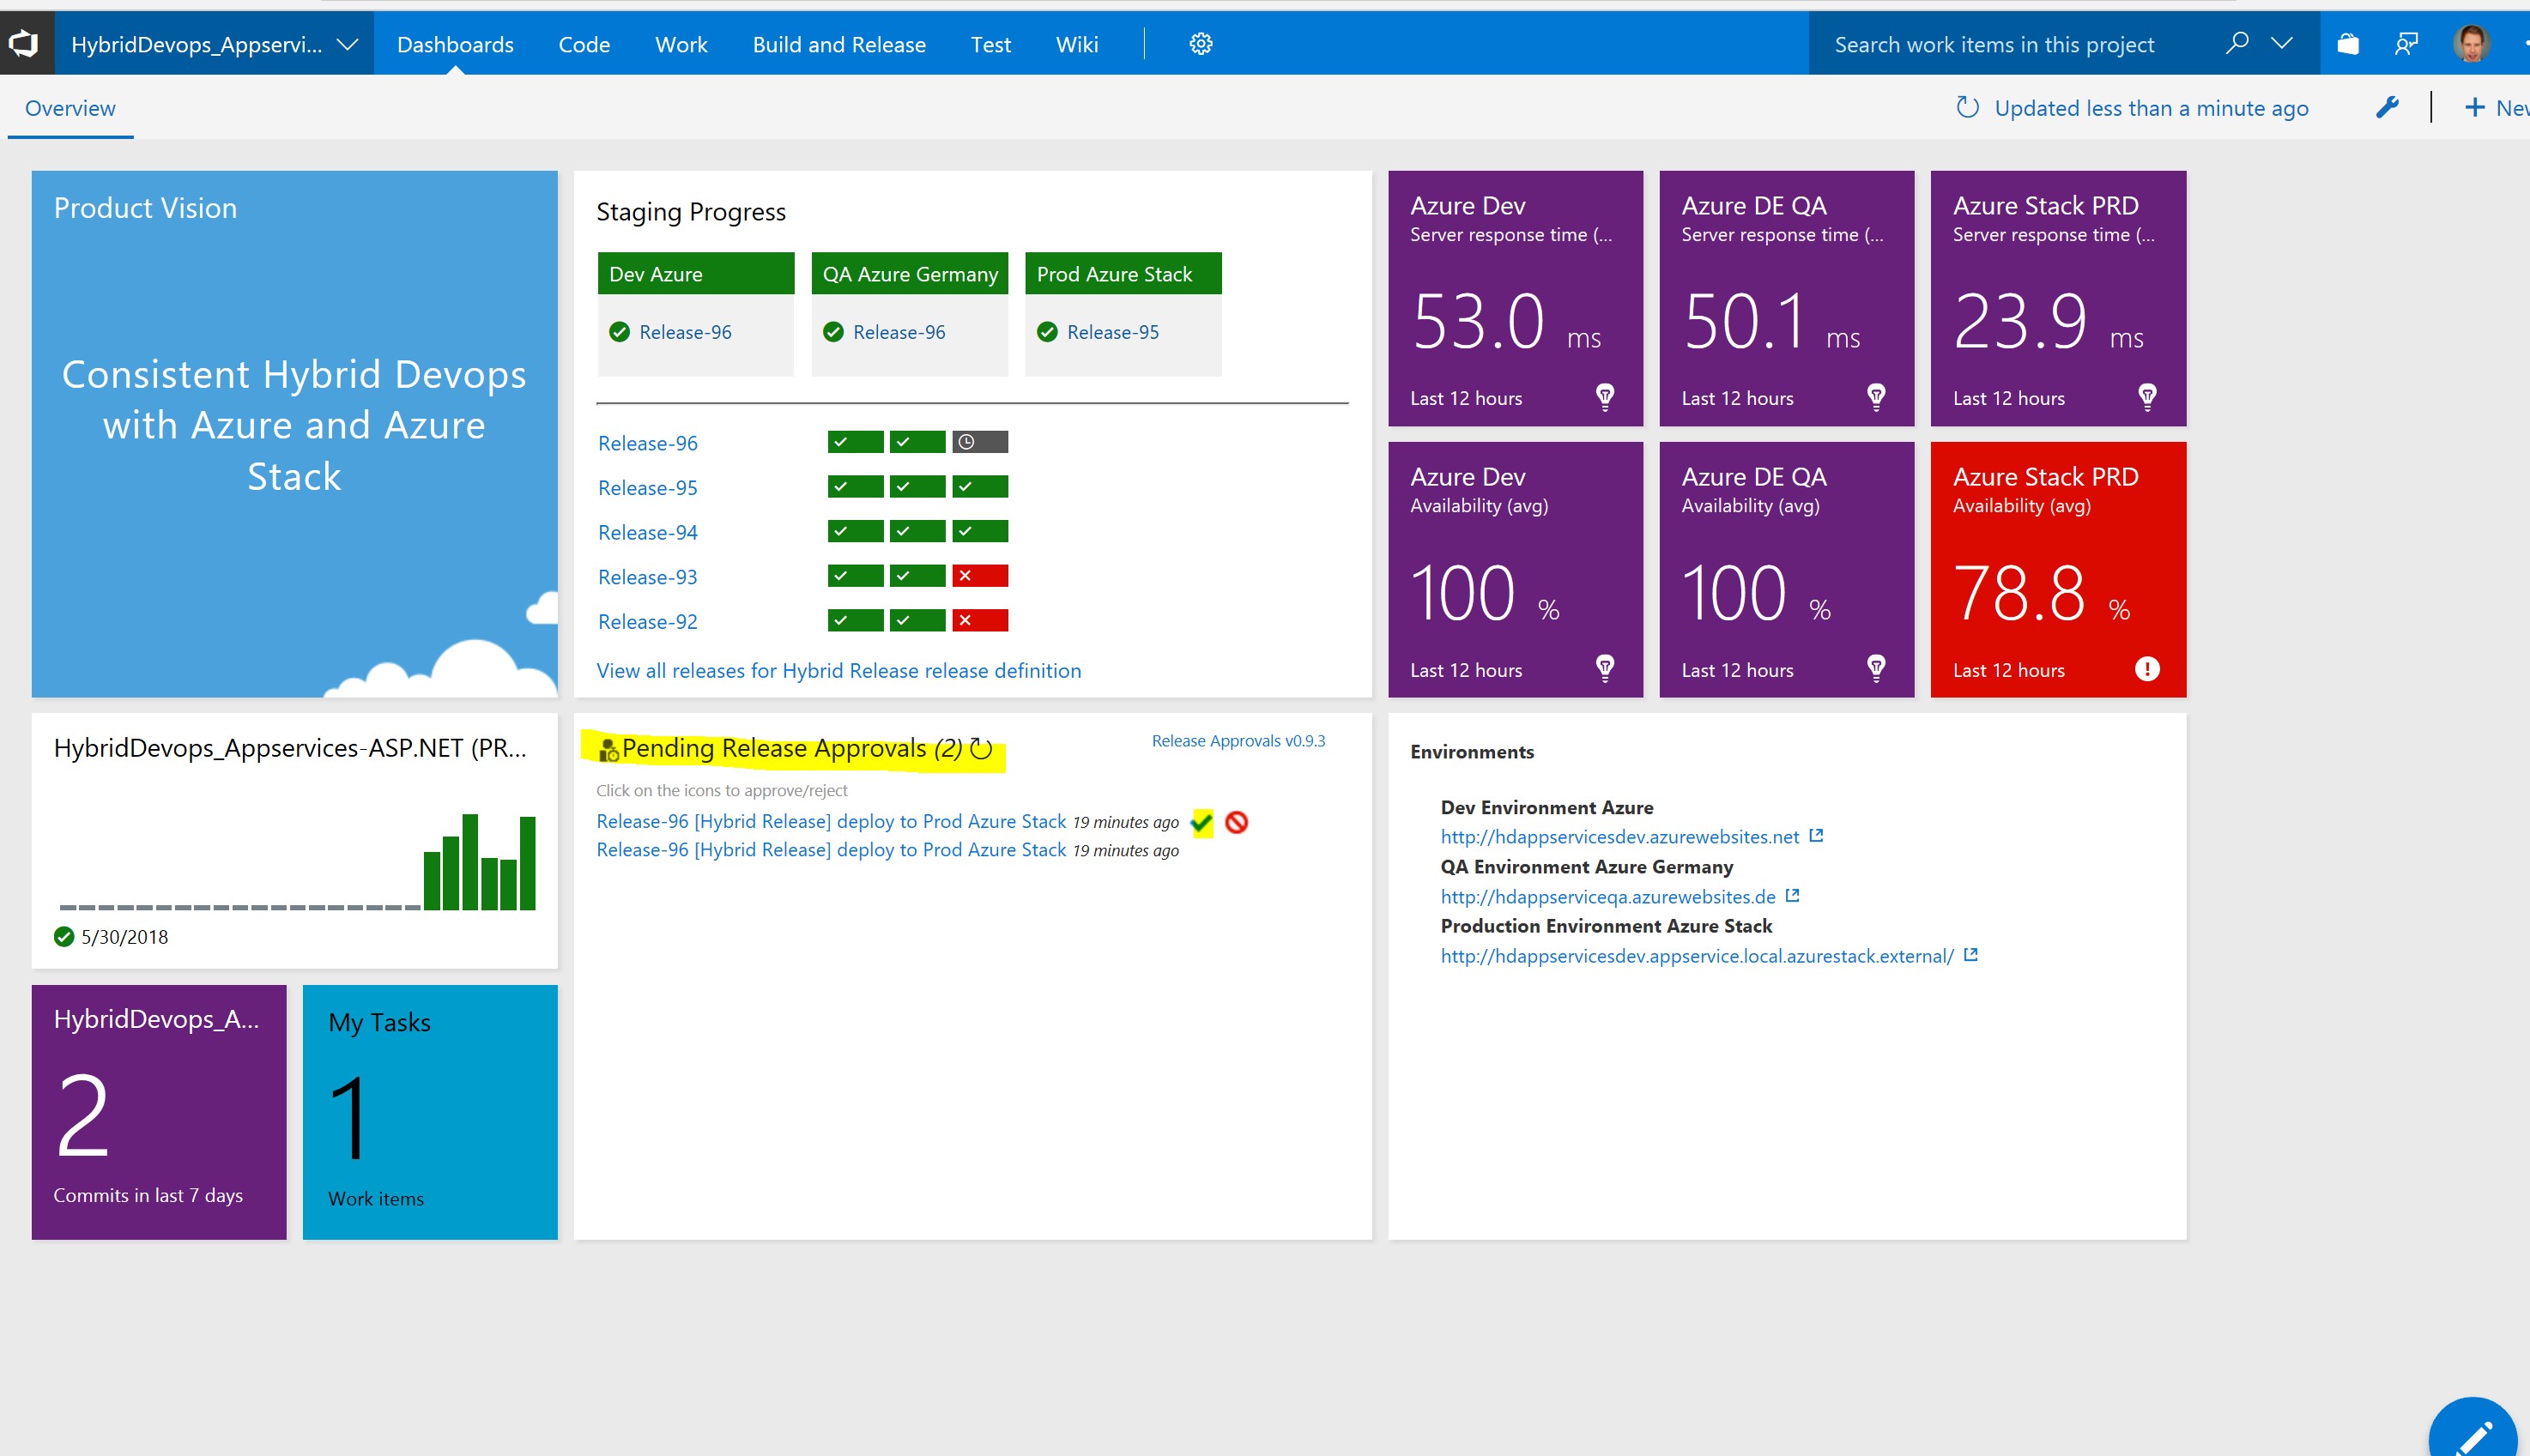 HybridDevops_Appservi...
Dashboards
Code
Work
Build and Release
Test
Wiki
Search work items in this project
Overview
Updated less than a minute ago
Product Vision
Consistent Hybrid Devops
with Azure and Azure
Stack
Staging Progress
Dev Azure
QA Azure Germany
Prod Azure Stack
Release-96
Release-96
Release-95
Release-96
Release-95
Release-94
Release-93
Release-92
View all releases for Hybrid Release release definition
Azure Dev
Server response time (...
53.0 ms
Last 12 hours
Azure DE QA
Server response time (...
50.1 ms
Last 12 hours
Azure Stack PRD
Server response time (...
23.9 ms
Last 12 hours
Azure Dev
Availability (avg)
100 %
Last 12 hours
Azure DE QA
Availability (avg)
100 %
Last 12 hours
Azure Stack PRD
Availability (avg)
78.8 %
Last 12 hours
HybridDevops_Appservices-ASP.NET (PR...
5/30/2018
Pending Release Approvals (2)
Release Approvals v0.9.3
Click on the icons to approve/reject
Release-96 [Hybrid Release] deploy to Prod Azure Stack 19 minutes ago
Release-96 [Hybrid Release] deploy to Prod Azure Stack 19 minutes ago
Environments
Dev Environment Azure
http://hdappservicesdev.azurewebsites.net
QA Environment Azure Germany
http://hdappserviceqa.azurewebsites.de
Production Environment Azure Stack
http://hdappservicesdev.appservice.local.azurestack.external/
HybridDevops_A...
2
Commits in last 7 days
My Tasks
1
Work items